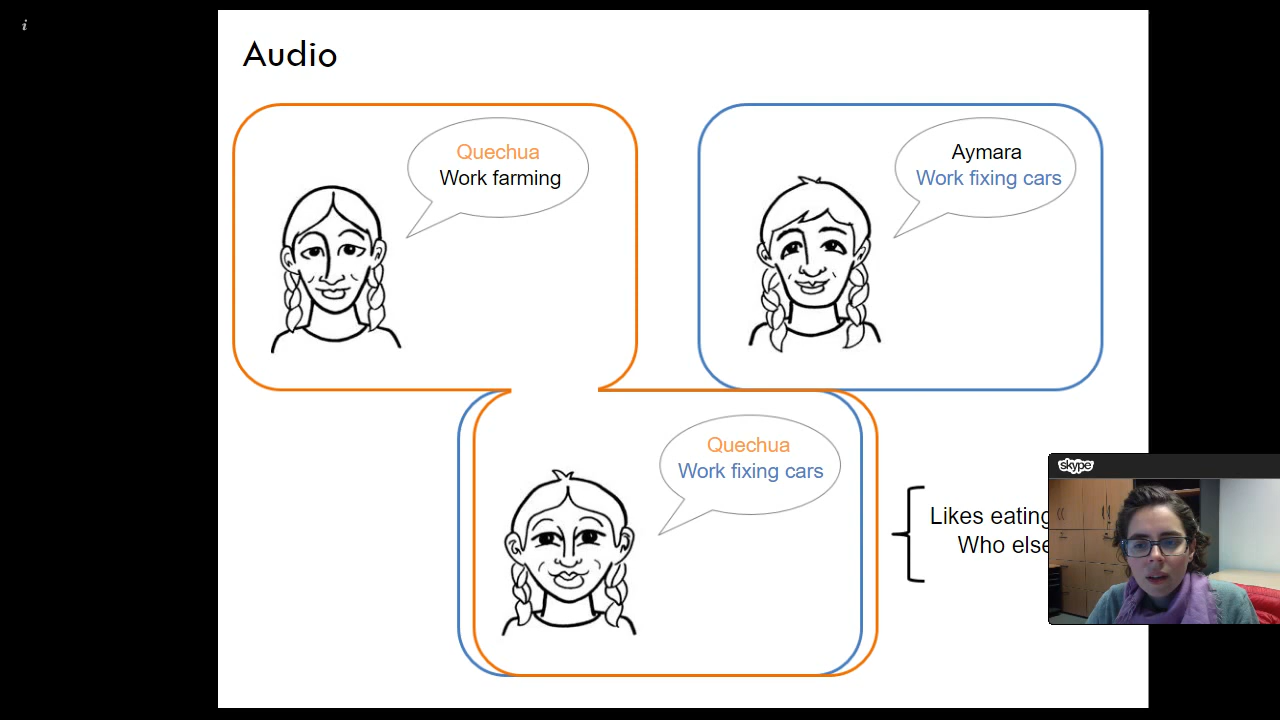 i
Audio
Quechua
Work farming
Aymara
Work fixing cars
Quechua
Work fixing cars
Likes eating
Who else
skype